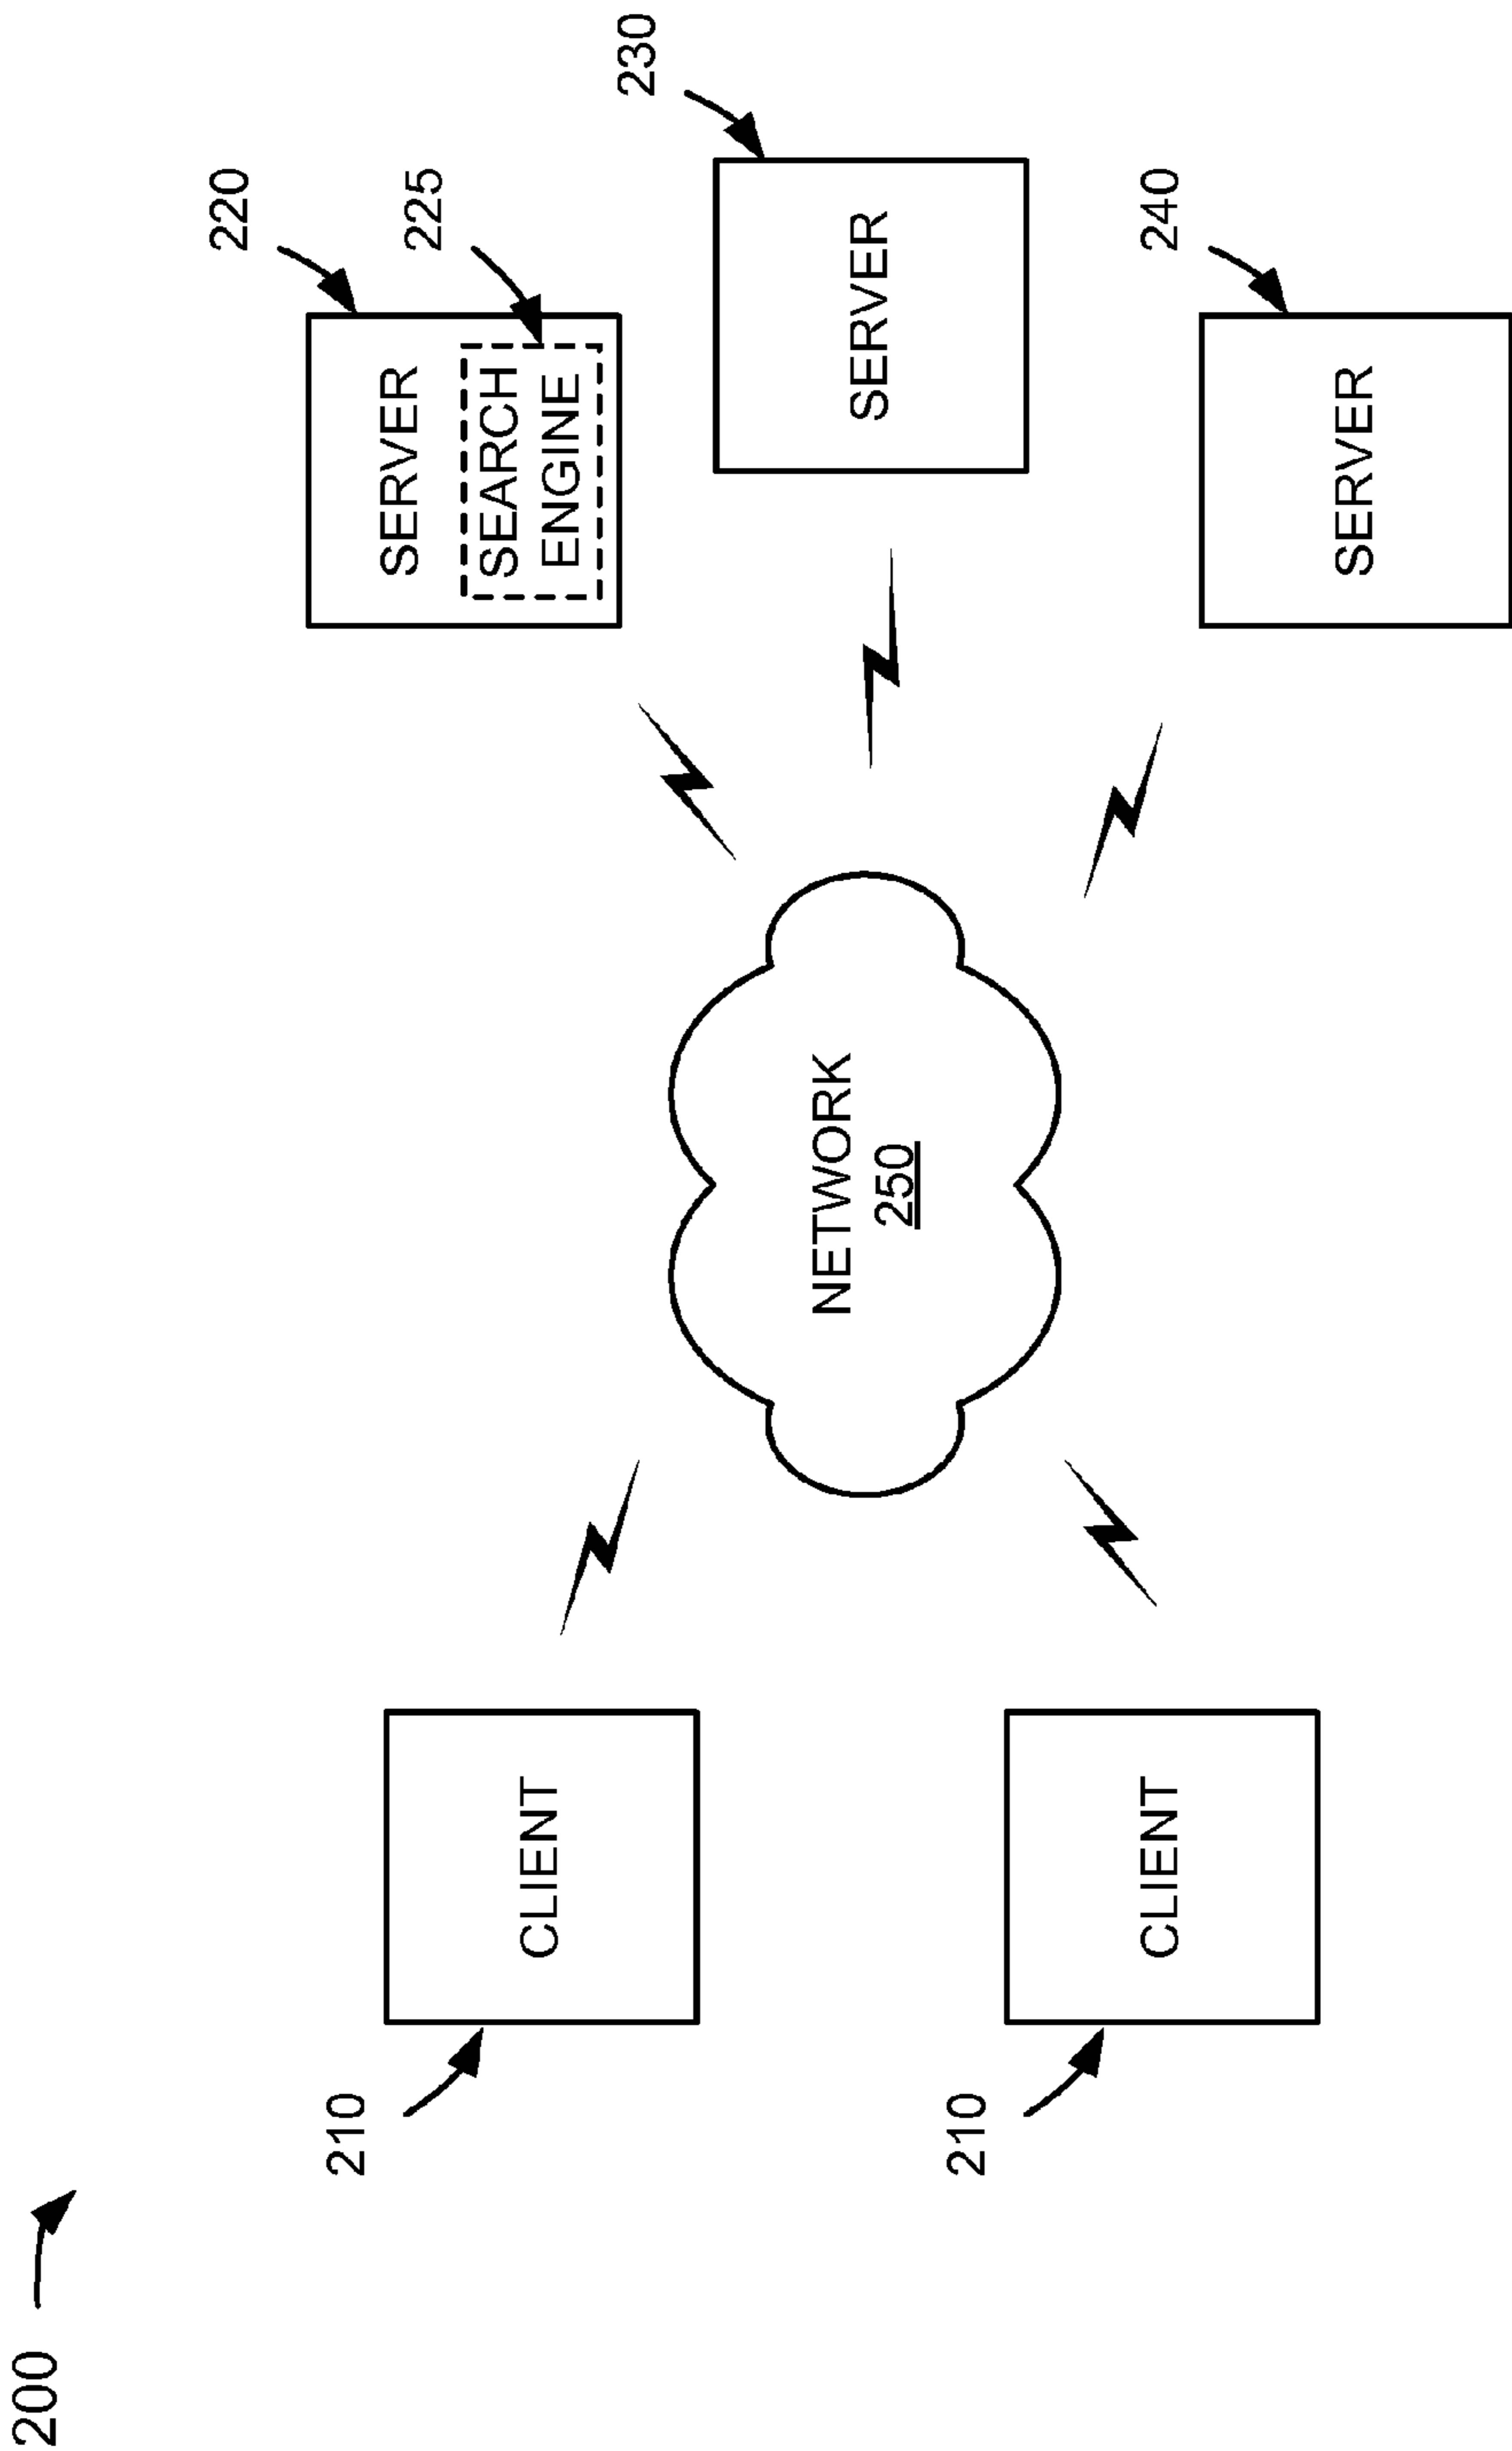 200
210
CLIENT
210
CLIENT
NETWORK
250
220
SERVER
225
SEARCH
ENGINE
230
SERVER
240
SERVER